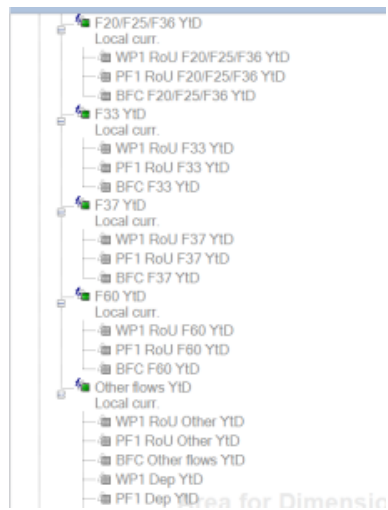 F20/F25/F36 YtD
Local curr.
WP1 RoU F20/F25/F36 YtD
PF1 RoU F20/F25/F36 YtD
BFC F20/F25/F36 YtD
F33 YtD
Local curr.
WP1 RoU F33 YtD
PF1 RoU F33 YtD
BFC F33 YtD
F37 YtD
Local curr.
WP1 RoU F37 YtD
PF1 RoU F37 YtD
BFC F37 YtD
F60 YtD
Local curr.
WP1 RoU F60 YtD
PF1 RoU F60 YtD
BFC F60 YtD
Other flows YtD
Local curr.
WP1 RoU Other YtD
PF1 RoU Other YtD
BFC Other flows YtD
WP1 Dep YtD
PF1 Dep YtD
Area for Dimensio